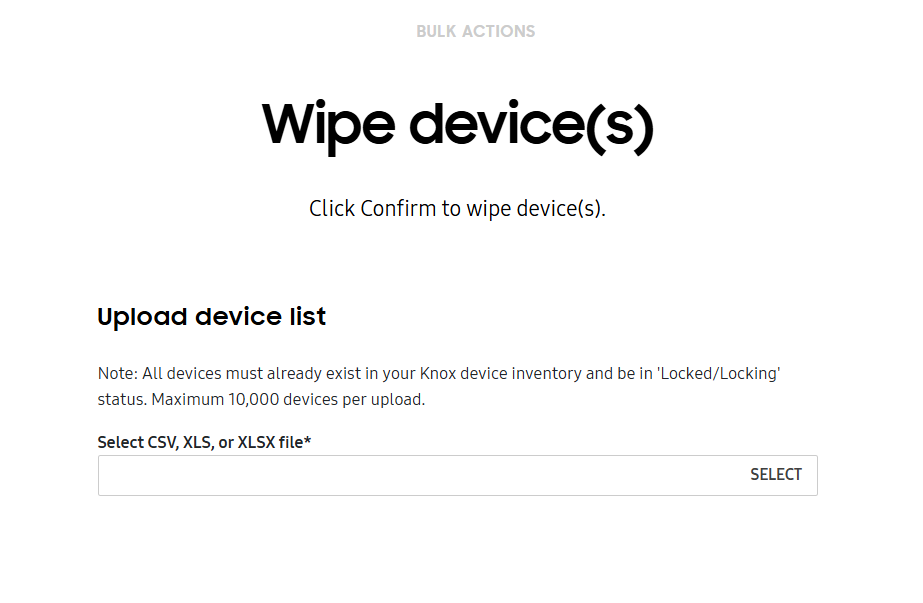 BULK ACTIONS
Wipe device(s)
Click Confirm to wipe device(s).
Upload device list
Note: All devices must already exist in your Knox device inventory and be in 'Locked/Locking'
status. Maximum 10,000 devices per upload.
Select CSV, XLS, or XLSX file*
SELECT